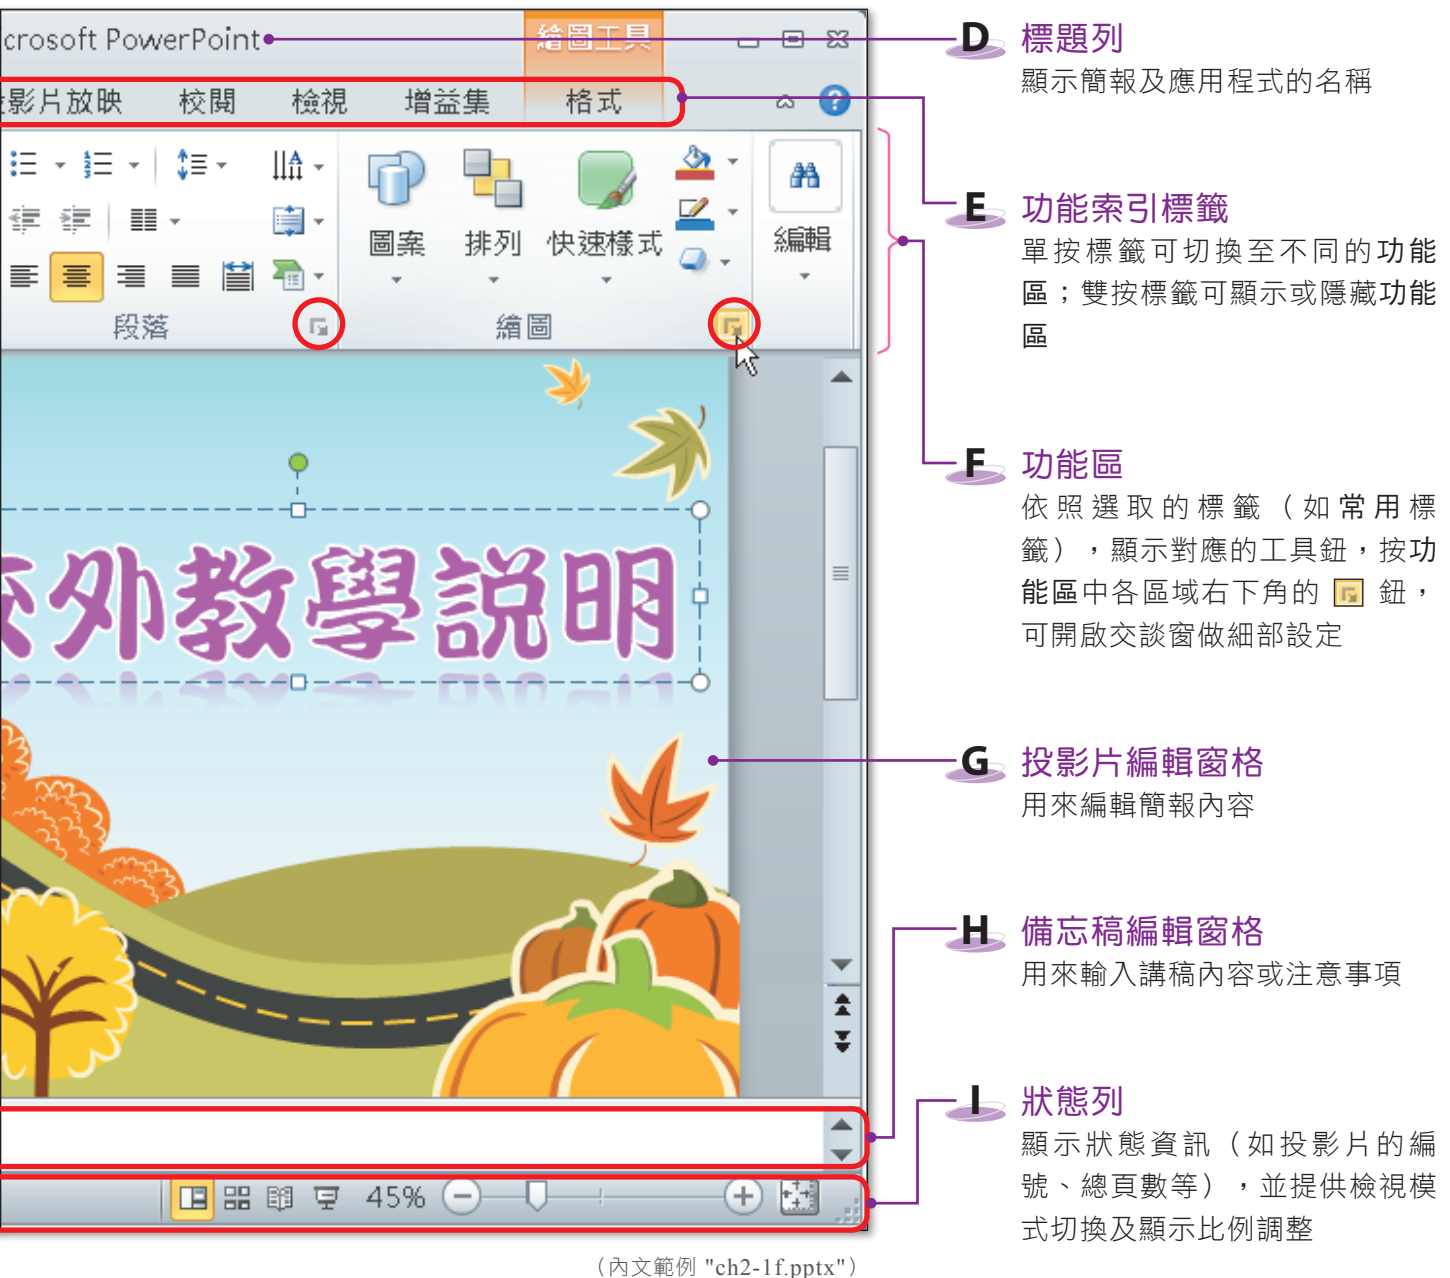 crosoft PowerPoint
繪圖工具
影片放映 校閱 檢視 增益集 格式
圖案 排列 快速樣式 編輯
段落 繪圖
校外教學說明
45%
D 標題列
顯示簡報及應用程式的名稱
E 功能索引標籤
單按標籤可切換至不同的功能
區；雙按標籤可顯示或隱藏功能
區
F 功能區
依照選取的標籤（如常用標
籤），顯示對應的工具鈕，按功
能區中各區域右下角的 鈕，
可開啟交談窗做細部設定
G 投影片編輯窗格
用來編輯簡報內容
H 備忘稿編輯窗格
用來輸入講稿內容或注意事項
I 狀態列
顯示狀態資訊（如投影片的編
號、總頁數等），並提供檢視模
式切換及顯示比例調整
（內文範例 "ch2-1f.pptx"）